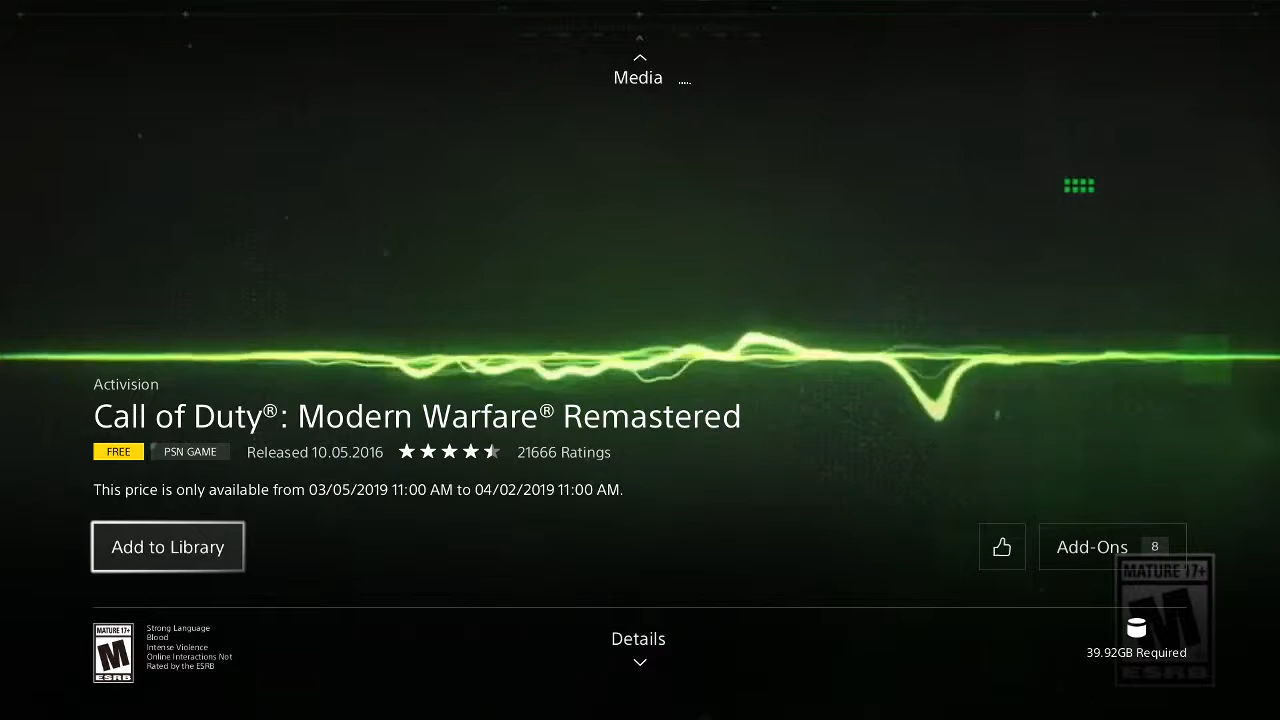 Media .....
Activision
Call of Duty®: Modern Warfare® Remastered
FREE PSN GAME Released 10.05.2016 21666 Ratings
This price is only available from 03/05/2019 11:00 AM to 04/02/2019 11:00 AM.
Add to Library
Add-Ons 8
MATURE 17+
M
ESRB
Strong Language
Blood
Intense Violence
Online Interactions Not
Rated by the ESRB
Details
39.92GB Required
MATURE 17+
M
ESRB